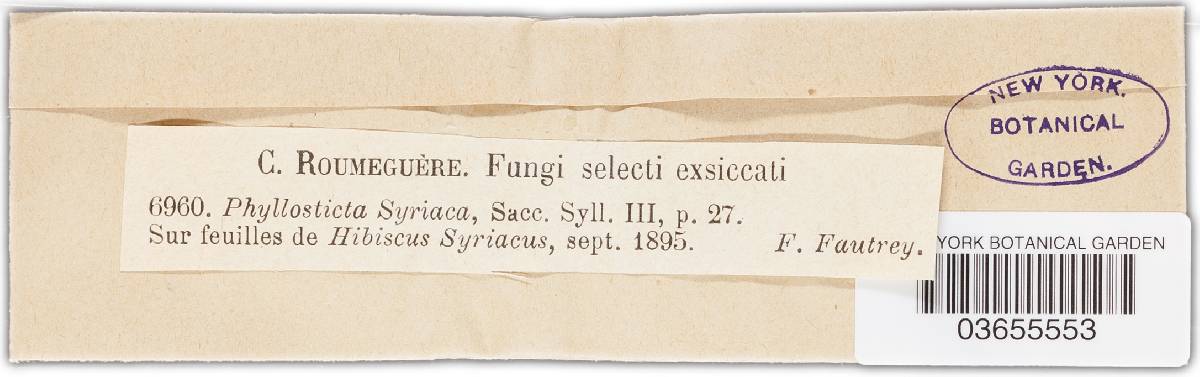 C. ROUMEGUÈRE. Fungi selecti exsiccati
6960. Phyllosticta Syriaca, Sacc. Syll. III, p. 27.
Sur feuilles de Hibiscus Syriacus, sept. 1895. F. Fautrey.
NEW YORK.
BOTANICAL
GARDEN.
YORK BOTANICAL GARDEN
03655553